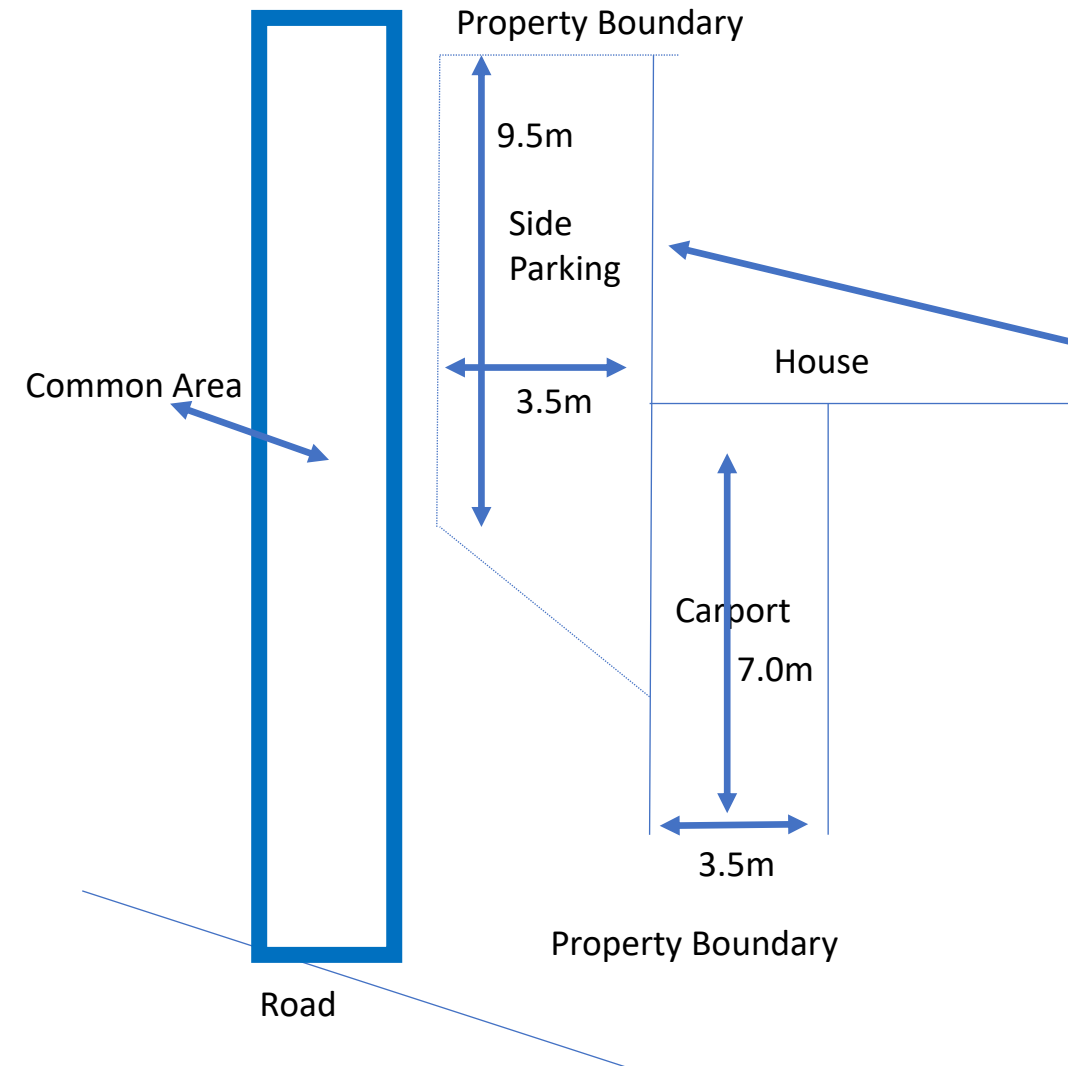 Property Boundary
9.5m
Side
Parking
House
Common Area
3.5m
Carport
7.0m
3.5m
Property Boundary
Road